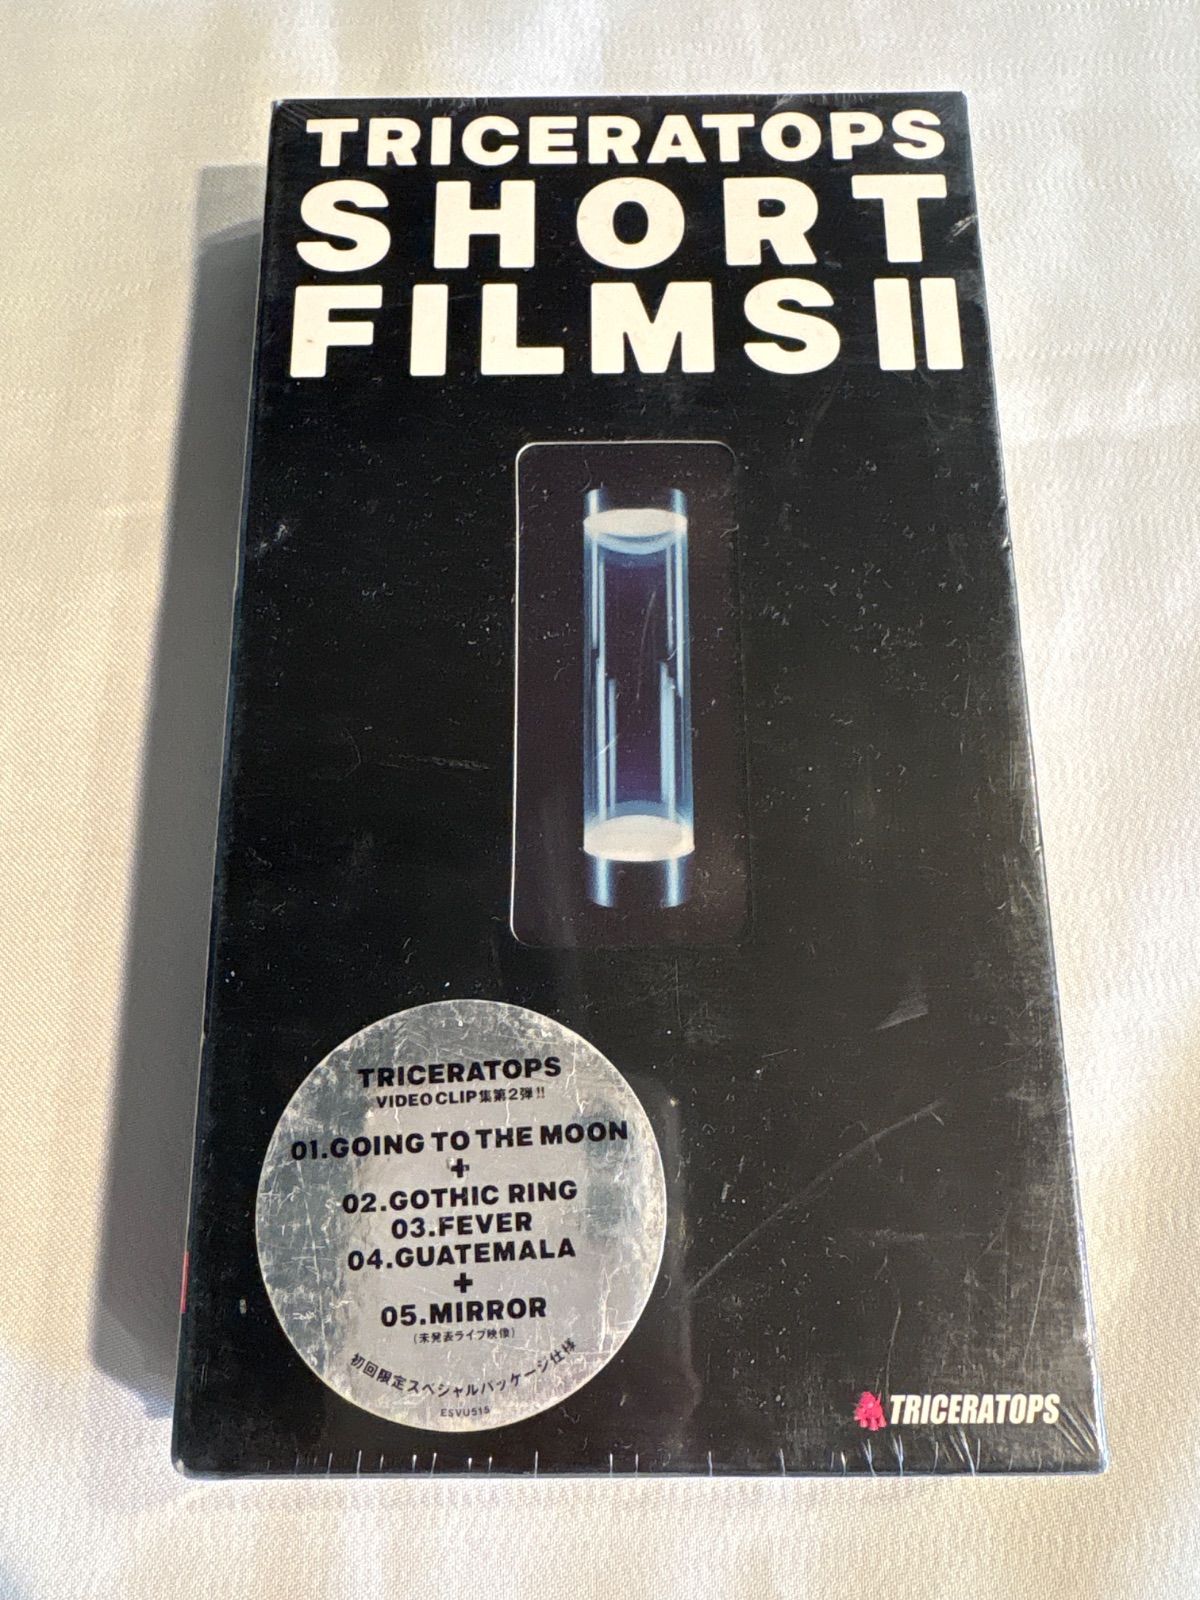 TRICERATOPS
SHORT
FILMS II
TRICERATOPS
VIDEO CLIP集第2弾!!
01.GOING TO THE MOON
+
02.GOTHIC RING
03.FEVER
04.GUATEMALA
+
05.MIRROR
(未発表ライブ映像)
初回限定スペシャルパッケージ仕様
ESVU515
TRICERATOPS